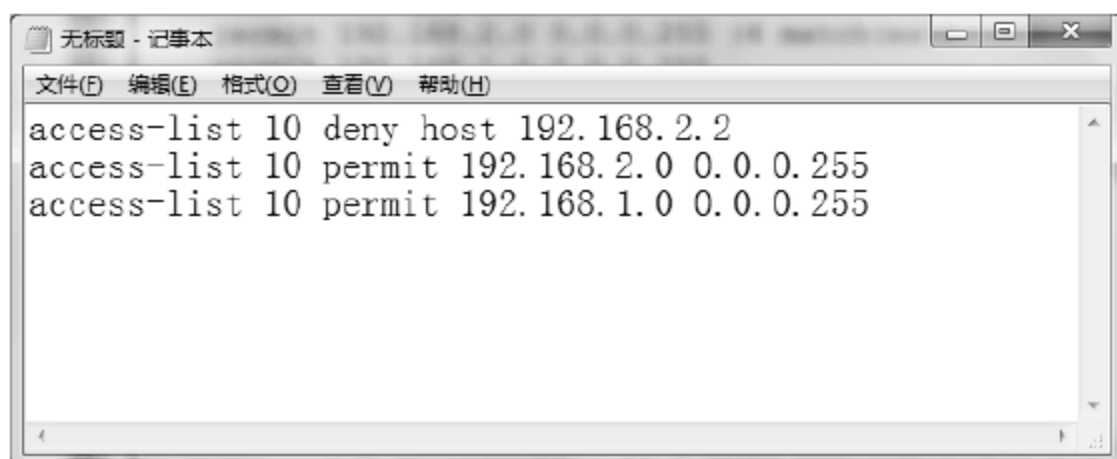 无标题 - 记事本
文件(F) 编辑(E) 格式(O) 查看(V) 帮助(H)
access-list 10 deny host 192.168.2.2
access-list 10 permit 192.168.2.0 0.0.0.255
access-list 10 permit 192.168.1.0 0.0.0.255